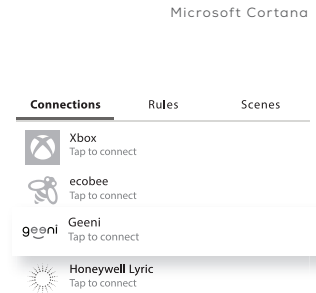 Microsoft Cortana
Connections Rules Scenes
Xbox
Tap to connect
ecobee
Tap to connect
geeni Geeni
Tap to connect
Honeywell Lyric
Tap to connect